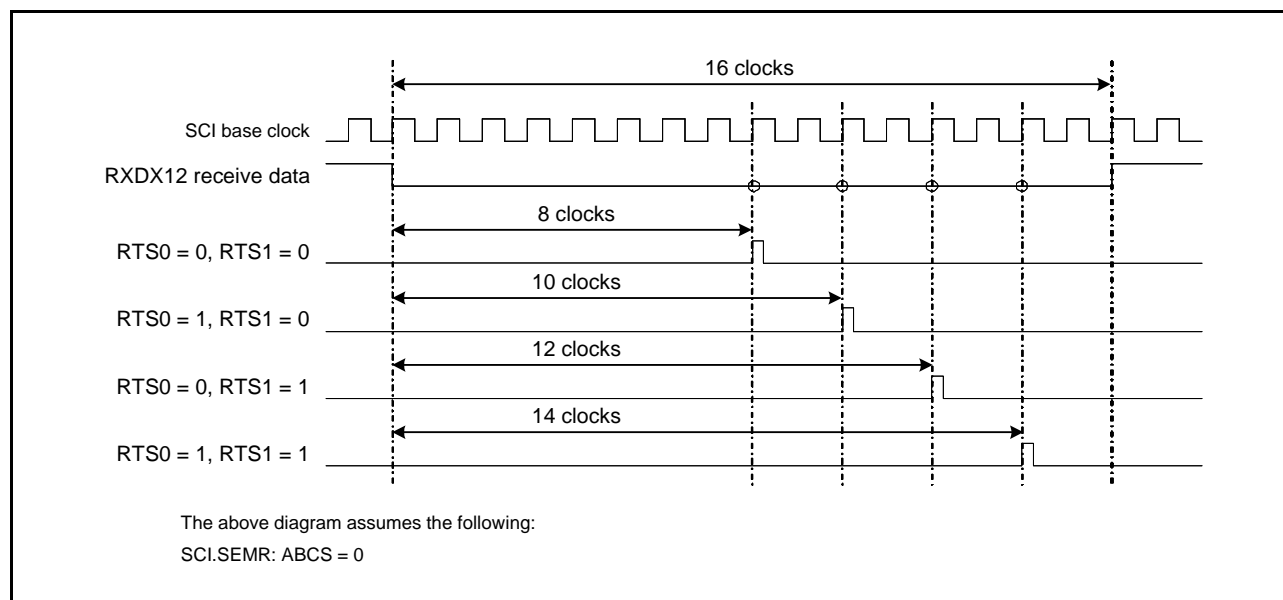 16 clocks
SCI base clock
RXDX12 receive data
8 clocks
RTS0 = 0, RTS1 = 0
10 clocks
RTS0 = 1, RTS1 = 0
12 clocks
RTS0 = 0, RTS1 = 1
14 clocks
RTS0 = 1, RTS1 = 1
The above diagram assumes the following:
SCI.SEMR: ABCS = 0